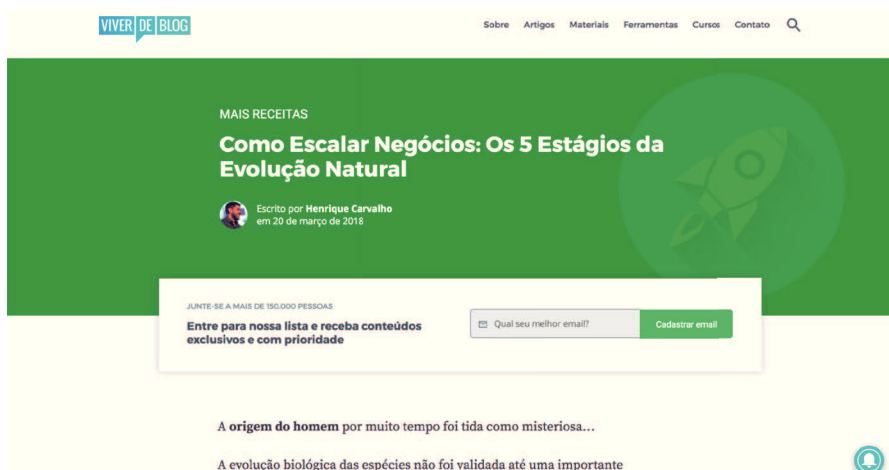 VIVER DE BLOG
Sobre Artigos Materiais Ferramentas Cursos Contato
MAIS RECEITAS
Como Escalar Negócios: Os 5 Estágios da
Evolução Natural
Escrito por Henrique Carvalho
em 20 de março de 2018
JUNTE-SE A MAIS DE 150.000 PESSOAS
Entre para nossa lista e receba conteúdos
exclusivos e com prioridade
Qual seu melhor email?
Cadastrar email
A origem do homem por muito tempo foi tida como misteriosa...
A evolução biológica das espécies não foi validada até uma importante